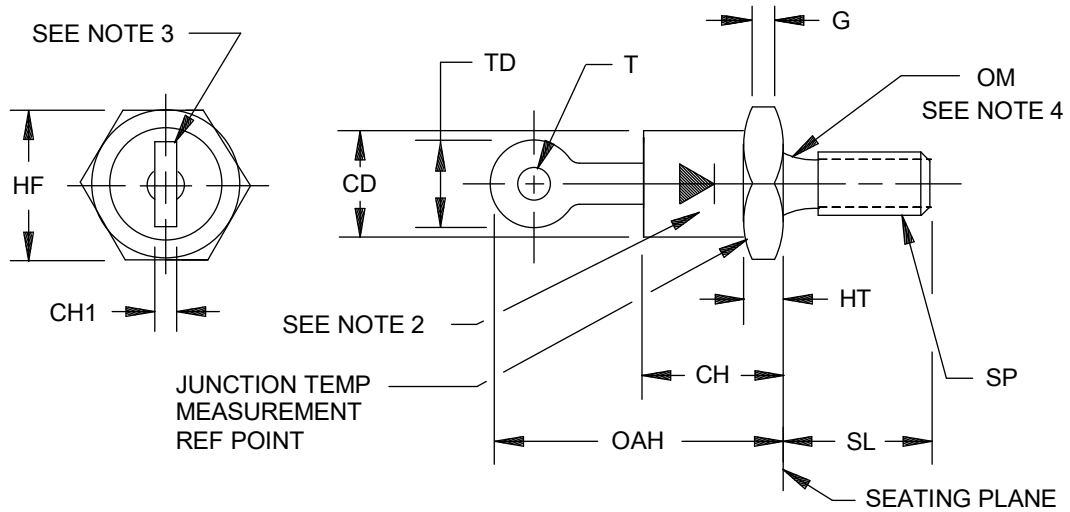 SEE NOTE 3
G
TD
T
OM
SEE NOTE 4
HF
CD
CH1
SEE NOTE 2
HT
JUNCTION TEMP
MEASUREMENT
REF POINT
CH
SP
OAH
SL
SEATING PLANE